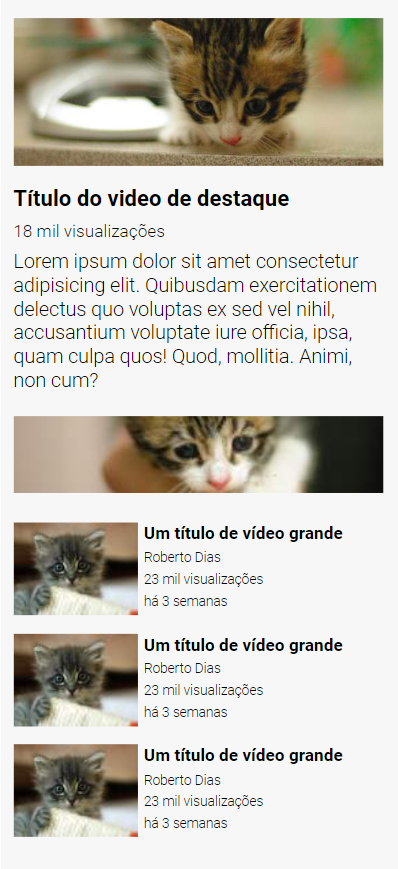 Título do video de destaque
18 mil visualizações
Lorem ipsum dolor sit amet consectetur
adipisicing elit. Quibusdam exercitationem
delectus quo voluptas ex sed vel nihil,
accusantium voluptate iure officia, ipsa,
quam culpa quos! Quod, mollitia. Animi,
non cum?
Um título de vídeo grande
Roberto Dias
23 mil visualizações
há 3 semanas
Um título de vídeo grande
Roberto Dias
23 mil visualizações
há 3 semanas
Um título de vídeo grande
Roberto Dias
23 mil visualizações
há 3 semanas